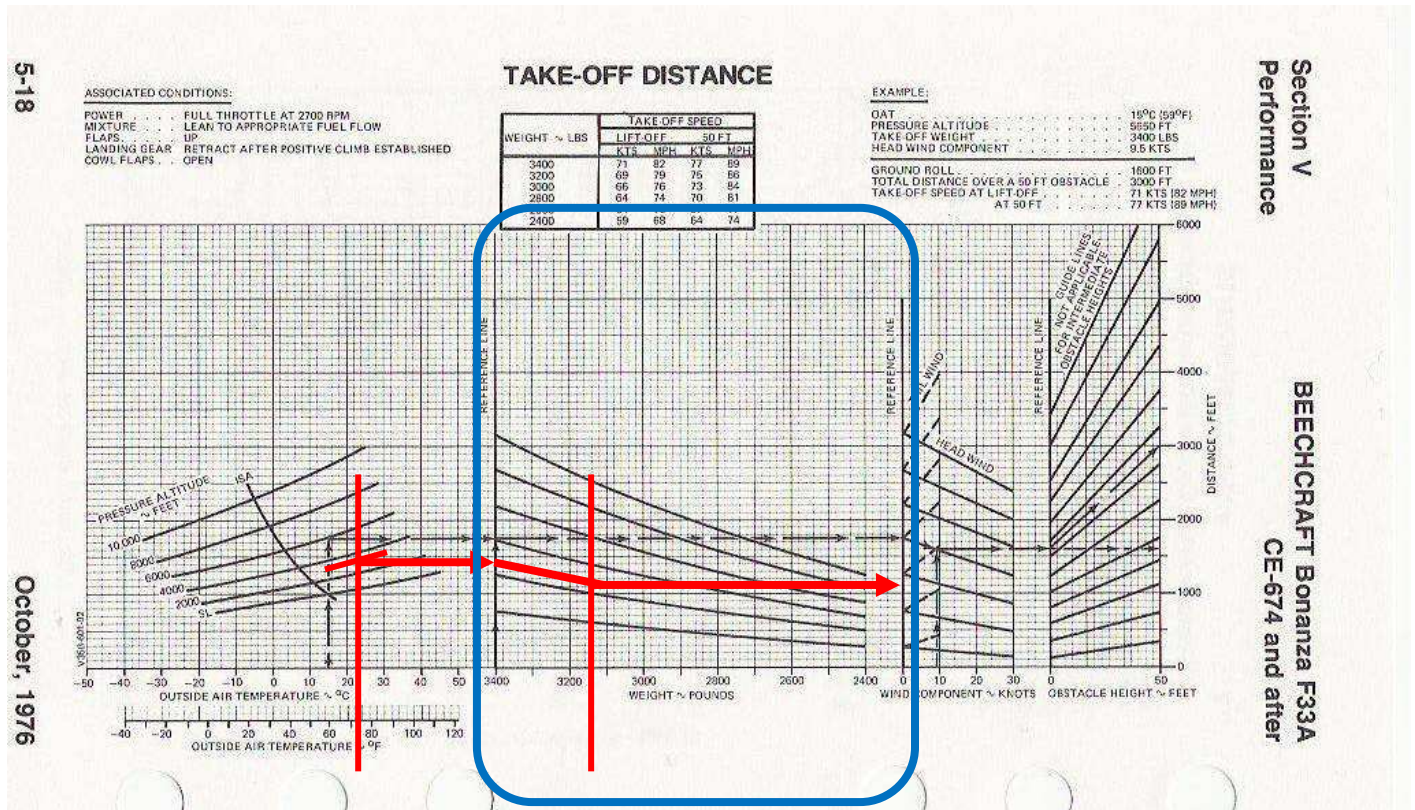 5-18
October, 1976
Section V
Performance
BEECHCRAFT Bonanza F33A
CE-674 and after
TAKE-OFF DISTANCE
ASSOCIATED CONDITIONS:
POWER . . . . FULL THROTTLE AT 2700 RPM
MIXTURE . . . . LEAN TO APPROPRIATE FUEL FLOW
FLAPS. . . . . UP
LANDING GEAR RETRACT AFTER POSITIVE CLIMB ESTABLISHED
COWL FLAPS . . OPEN
WEIGHT ~ LBS TAKE-OFF SPEED
LIFT-OFF 50 FT
KTS MPH KTS MPH
3400 71 82 77 89
3200 69 79 75 86
3000 66 76 73 84
2800 64 74 70 81
2400 59 68 64 74
EXAMPLE:
OAT 15°C (59°F)
PRESSURE ALTITUDE 5650 FT
TAKE-OFF WEIGHT 3400 LBS
HEAD WIND COMPONENT 9.5 KTS
GROUND ROLL 1600 FT
TOTAL DISTANCE OVER A 50 FT OBSTACLE 3000 FT
TAKE-OFF SPEED AT LIFT-OFF 71 KTS (82 MPH)
AT 50 FT 77 KTS (89 MPH)
PRESSURE ALTITUDE
~ FEET
ISA
10,000
8000
6000
4000
2000
SL
REFERENCE LINE
REFERENCE LINE
WIND
HEAD WIND
REFERENCE LINE
GUIDE LINES
NOT APPLICABLE
FOR INTERMEDIATE
OBSTACLE HEIGHTS
6000
5000
4000
3000
2000
1000
0
DISTANCE ~ FEET
-50 -40 -30 -20 -10 0 10 20 30 40 50
OUTSIDE AIR TEMPERATURE ~ °C
-40 -20 0 20 40 60 80 100 120
OUTSIDE AIR TEMPERATURE ~ °F
3400 3200 3000 2800 2600 2400
WEIGHT ~ POUNDS
0 10 20 30
WIND COMPONENT ~ KNOTS
0 50
OBSTACLE HEIGHT ~ FEET